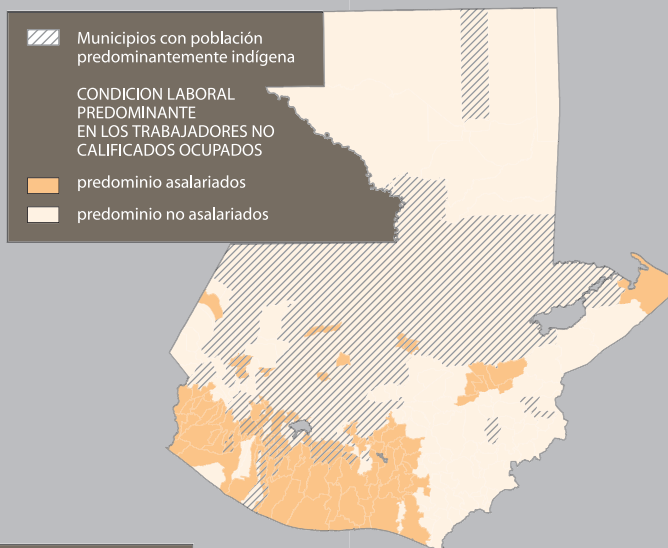 Municipios con población
predominantemente indígena
CONDICION LABORAL
PREDOMINANTE
EN LOS TRABAJADORES NO
CALIFICADOS OCUPADOS
predominio asalariados
predominio no asalariados